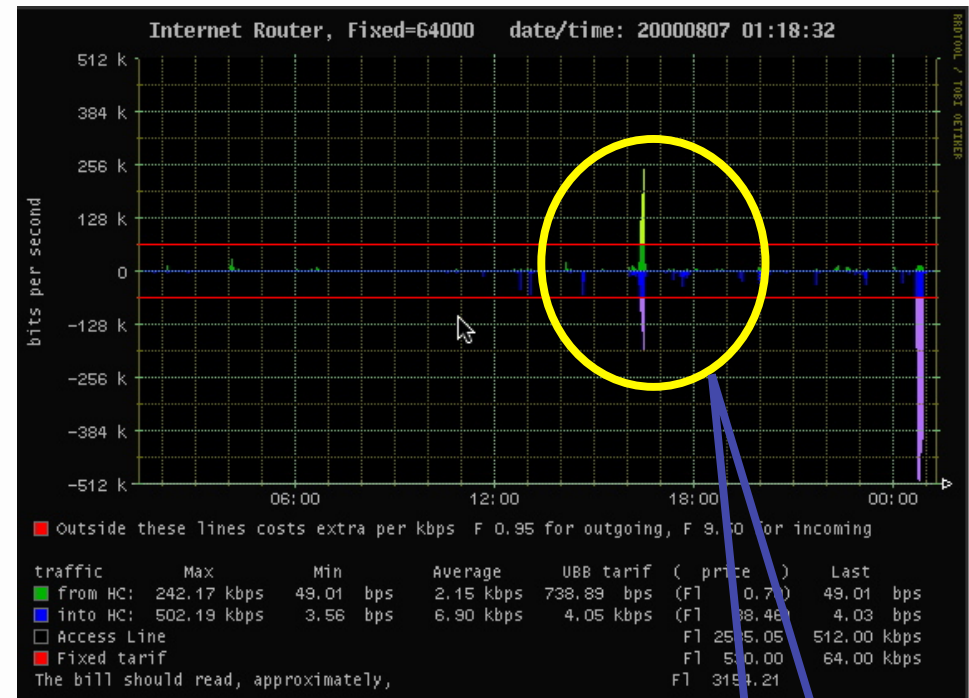 Internet Router, Fixed=64000 date/time: 20000807 01:18:32
RRDTOOL / TOBI OETIKER
bits per second
512 k
384 k
256 k
128 k
0
-128 k
-256 k
-384 k
-512 k
06:00 12:00 18:00 00:00
Outside these lines costs extra per kbps F 0.95 for outgoing, F for incoming
traffic Max Min Average UBB tarif ( price ) Last
from HC: 242.17 kbps 49.01 bps 2.15 kbps 738.89 bps (Fl 49.01 bps
into HC: 502.19 kbps 3.56 bps 6.90 kbps 4.05 kbps (Fl 4.03 bps
Access Line Fl 512.00 kbps
Fixed tarif Fl 64.00 kbps
The bill should read, approximately, Fl